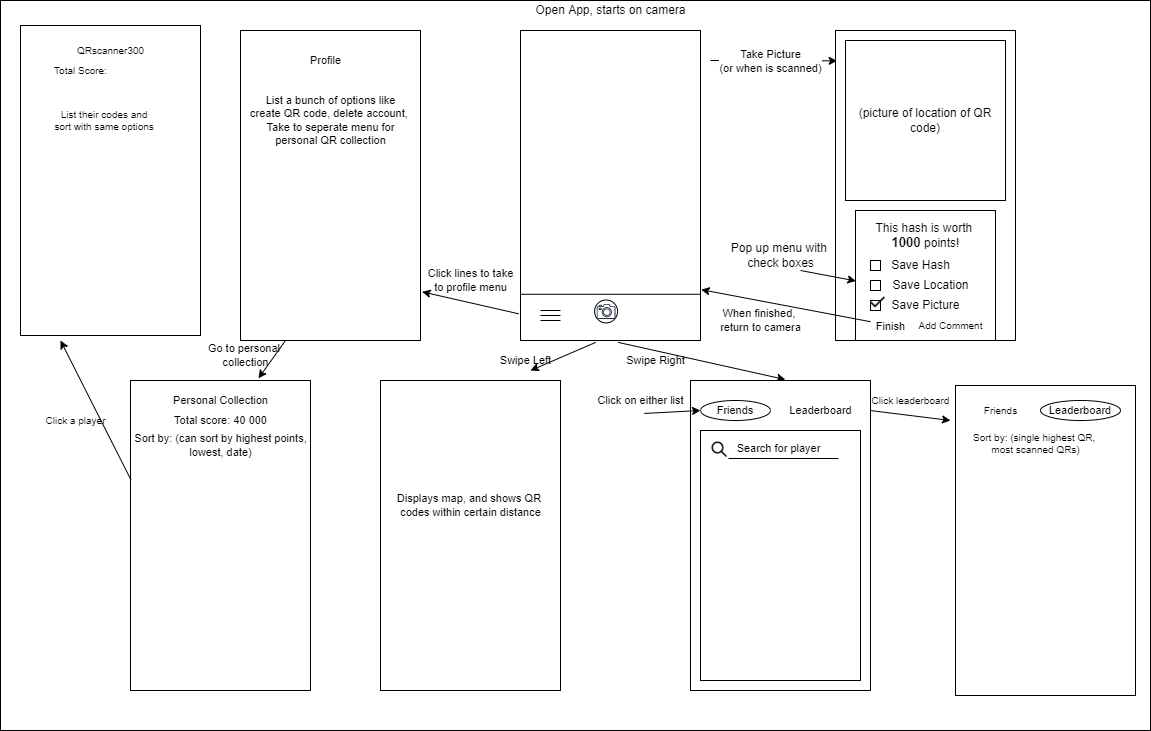 Open App, starts on camera
QRscanner300
Total Score:
List their codes and
sort with same options
Profile
List a bunch of options like
create QR code, delete account,
Take to seperate menu for
personal QR collection
Take Picture
(or when is scanned)
(picture of location of QR
code)
This hash is worth
1000 points!
Save Hash
Save Location
Save Picture
Finish
Add Comment
Pop up menu with
check boxes
Click lines to take
to profile menu
When finished,
return to camera
Go to personal
collection
Swipe Left
Swipe Right
Click a player
Personal Collection
Total score: 40 000
Sort by: (can sort by highest points,
lowest, date)
Displays map, and shows QR
codes within certain distance
Click on either list
Friends
Leaderboard
Search for player
Click leaderboard
Friends
Leaderboard
Sort by: (single highest QR,
most scanned QRs)